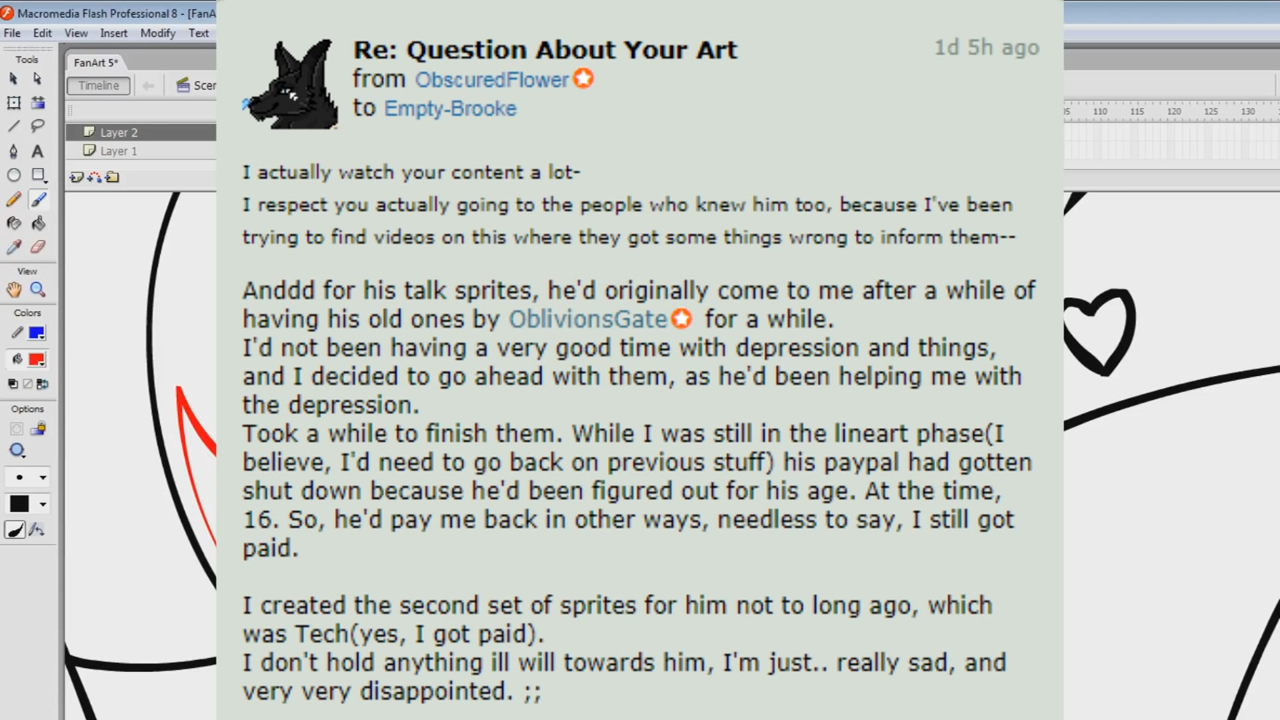 Macromedia Flash Professional 8 - [FanA
File Edit View Insert Modify Text
Tools
FanArt 5*
Timeline
Scen
Layer 2
Layer 1
105 110 115 120 125 130
View
Colors
Options
Re: Question About Your Art
1d 5h ago
from ObscuredFlower
to Empty-Brooke
I actually watch your content a lot-
I respect you actually going to the people who knew him too, because I've been
trying to find videos on this where they got some things wrong to inform them--
Anddd for his talk sprites, he'd originally come to me after a while of
having his old ones by OblivionsGate for a while.
I'd not been having a very good time with depression and things,
and I decided to go ahead with them, as he'd been helping me with
the depression.
Took a while to finish them. While I was still in the lineart phase(I
believe, I'd need to go back on previous stuff) his paypal had gotten
shut down because he'd been figured out for his age. At the time,
16. So, he'd pay me back in other ways, needless to say, I still got
paid.
I created the second set of sprites for him not to long ago, which
was Tech(yes, I got paid).
I don't hold anything ill will towards him, I'm just.. really sad, and
very very disappointed. ;;